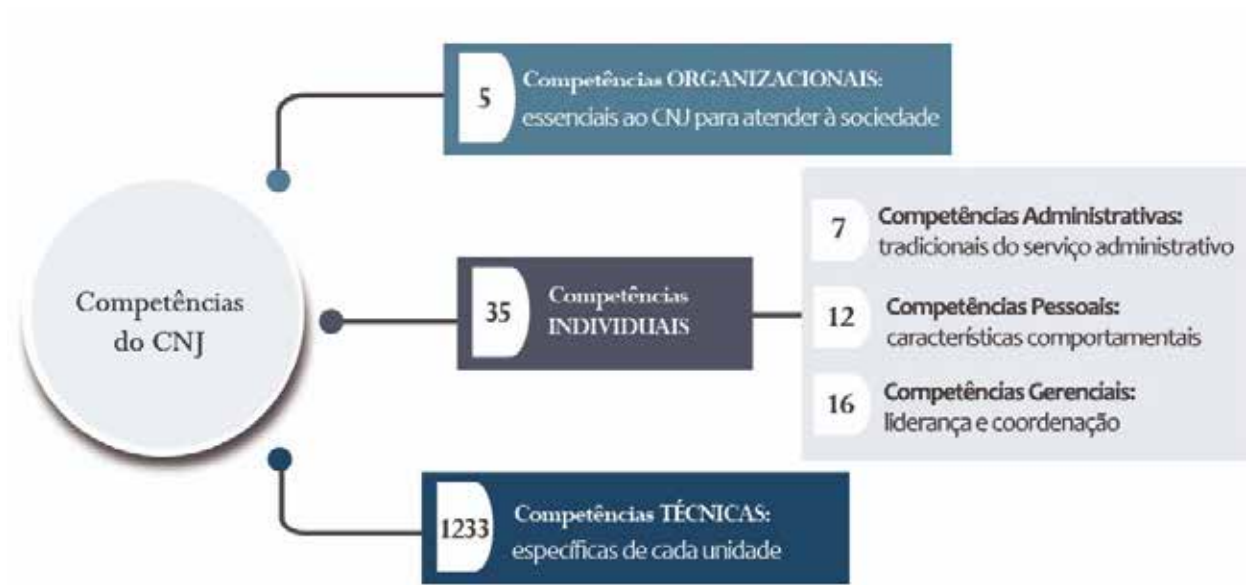 Competências
do CNJ
5
Competências ORGANIZACIONAIS:
essenciais ao CNJ para atender à sociedade
35
Competências
INDIVIDUAIS
7
Competências Administrativas:
tradicionais do serviço administrativo
12
Competências Pessoais:
características comportamentais
16
Competências Gerenciais:
liderança e coordenação
1233
Competências TÉCNICAS:
específicas de cada unidade